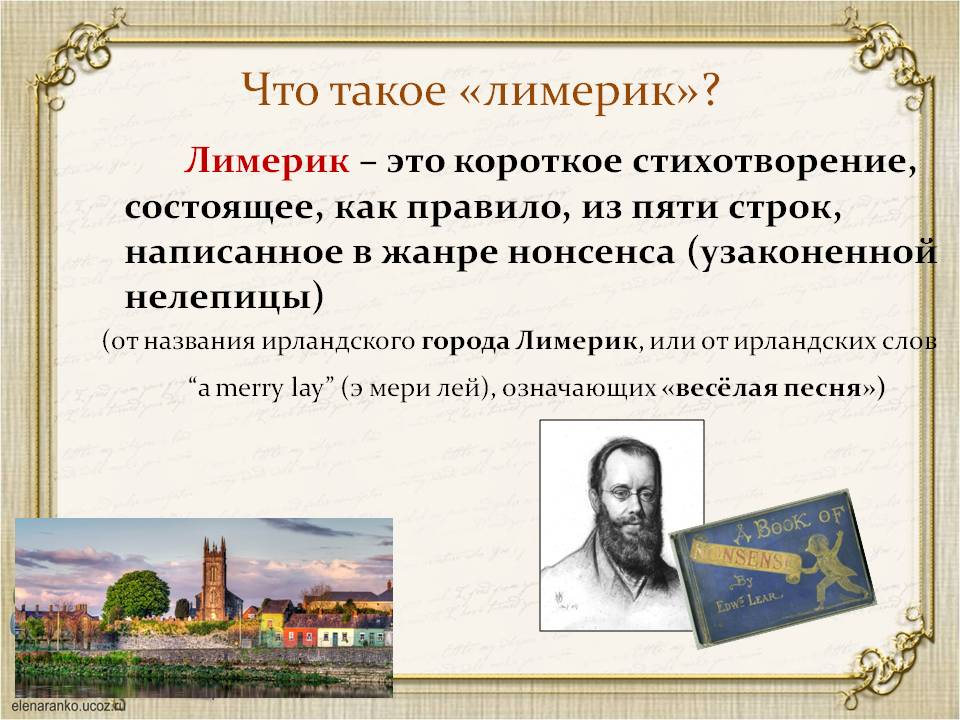 Что такое «лимерик»?
Лимерик – это короткое стихотворение,
состоящее, как правило, из пяти строк,
написанное в жанре нонсенса (узаконенной
нелепицы)
(от названия ирландского города Лимерик, или от ирландских слов
“a merry lay” (э мери лей), означающих «весёлая песня»)
A BOOK OF
NONSENSE
By
EDWD. LEAR.
elenaranko.ucoz.ru